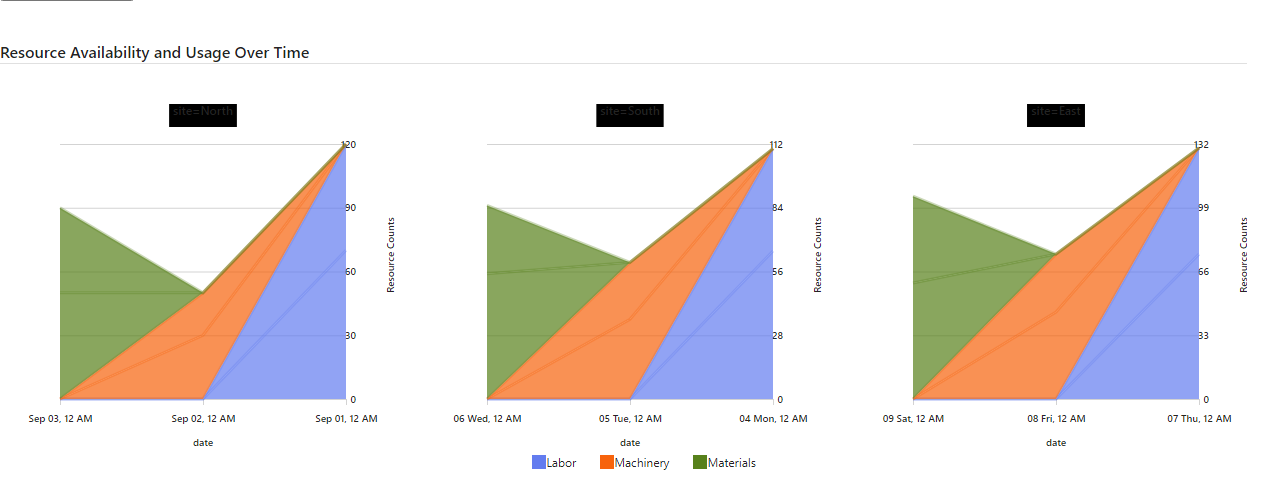 Resource Availability and Usage Over Time
site=North
site=South
site=East
120
90
60
30
0
Resource Counts
Sep 03, 12 AM
Sep 02, 12 AM
Sep 01, 12 AM
date
112
84
56
28
0
Resource Counts
06 Wed, 12 AM
05 Tue, 12 AM
04 Mon, 12 AM
date
132
99
66
33
0
Resource Counts
09 Sat, 12 AM
08 Fri, 12 AM
07 Thu, 12 AM
date
Labor
Machinery
Materials